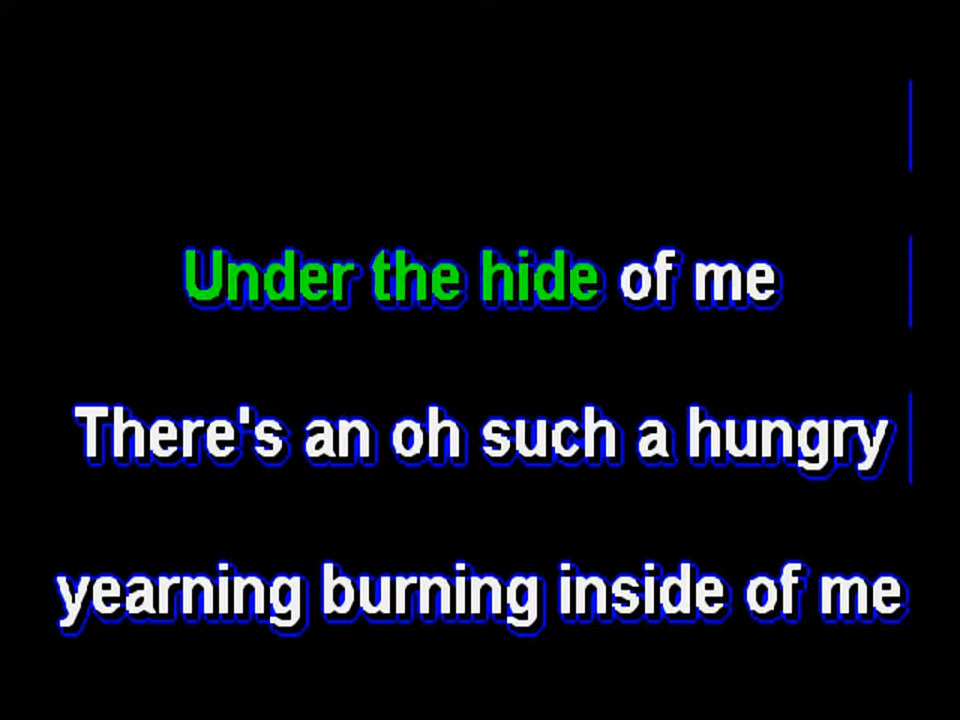 Under the hide of me
There's an oh such a hungry
yearning burning inside of me